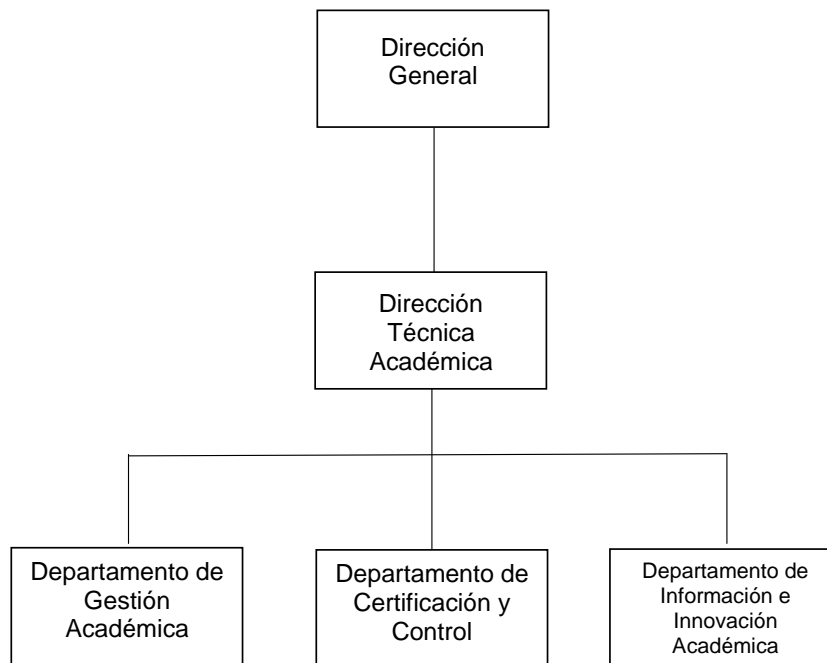 Dirección
General
Dirección
Técnica
Académica
Departamento de
Gestión
Académica
Departamento de
Certificación y
Control
Departamento de
Información e
Innovación
Académica